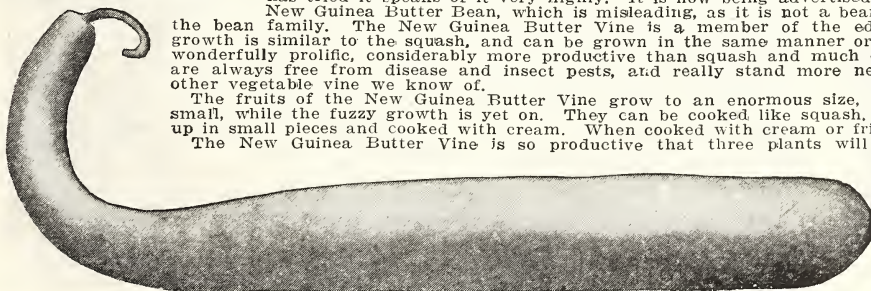 has tried it speaks of it very highly. It is now being advertised
New Guinea Butter Bean, which is misleading, as it is not a bea
the bean family. The New Guinea Butter Vine is a member of the ed
growth is similar to the squash, and can be grown in the same manner or
wonderfully prolific, considerably more productive than squash and much
are always free from disease and insect pests, and really stand more ne
other vegetable vine we know of.
The fruits of the New Guinea Butter Vine grow to an enormous size,
small, while the fuzzy growth is yet on. They can be cooked like squash,
up in small pieces and cooked with cream. When cooked with cream or fri
The New Guinea Butter Vine is so productive that three plants will